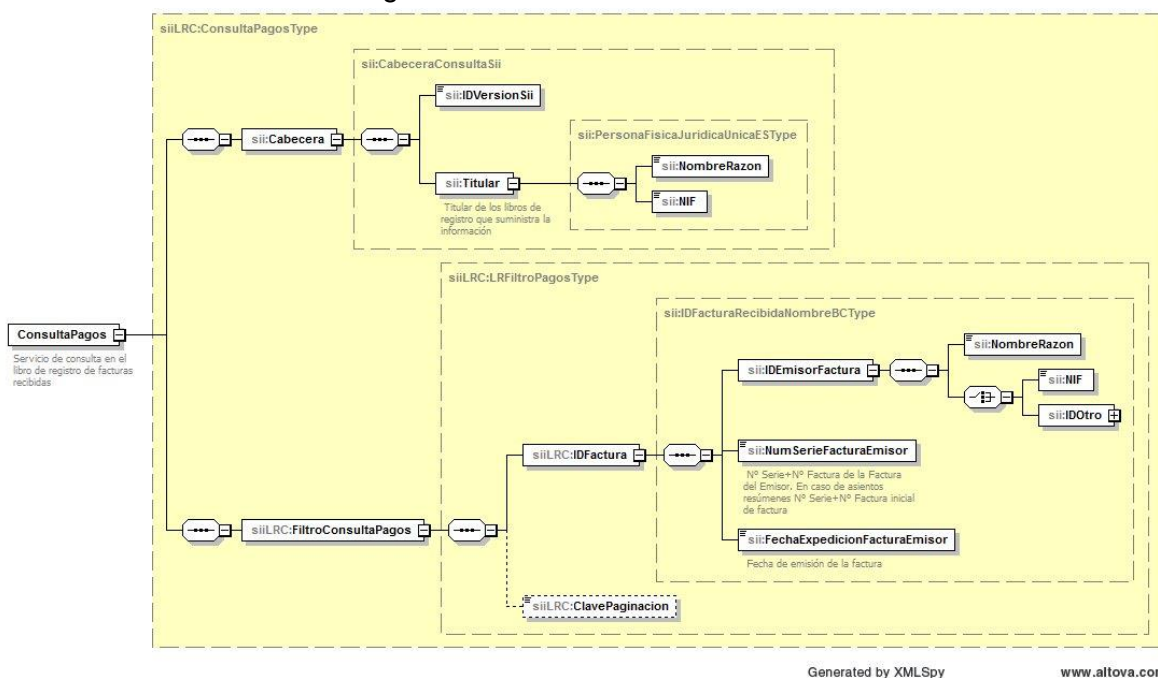 siiLRC:ConsultaPagosType
sii:CabeceraConsultaSii
sii:IDVersionSii
sii:PersonaFisicaJuridicaUnicaESType
sii:Cabecera
sii:NombreRazon
sii:Titular
sii:NIF
Titular de los libros de
registro que suministra la
información
siiLRC:LRFiltroPagosType
sii:IDFacturaRecibidaNombreBCType
ConsultaPagos
Servicio de consulta en el
libro de registro de facturas
recibidas
sii:NombreRazon
sii:IDEmisorFactura
sii:NIF
sii:IDOtro
siiLRC:IDFactura
sii:NumSerieFacturaEmisor
Nº Serie+Nº Factura de la Factura
del Emisor. En caso de asientos
resúmenes Nº Serie+Nº Factura inicial
de factura
siiLRC:FiltroConsultaPagos
sii:FechaExpedicionFacturaEmisor
Fecha de emisión de la factura
siiLRC:ClavePaginacion
Generated by XMLSpy
www.altova.com